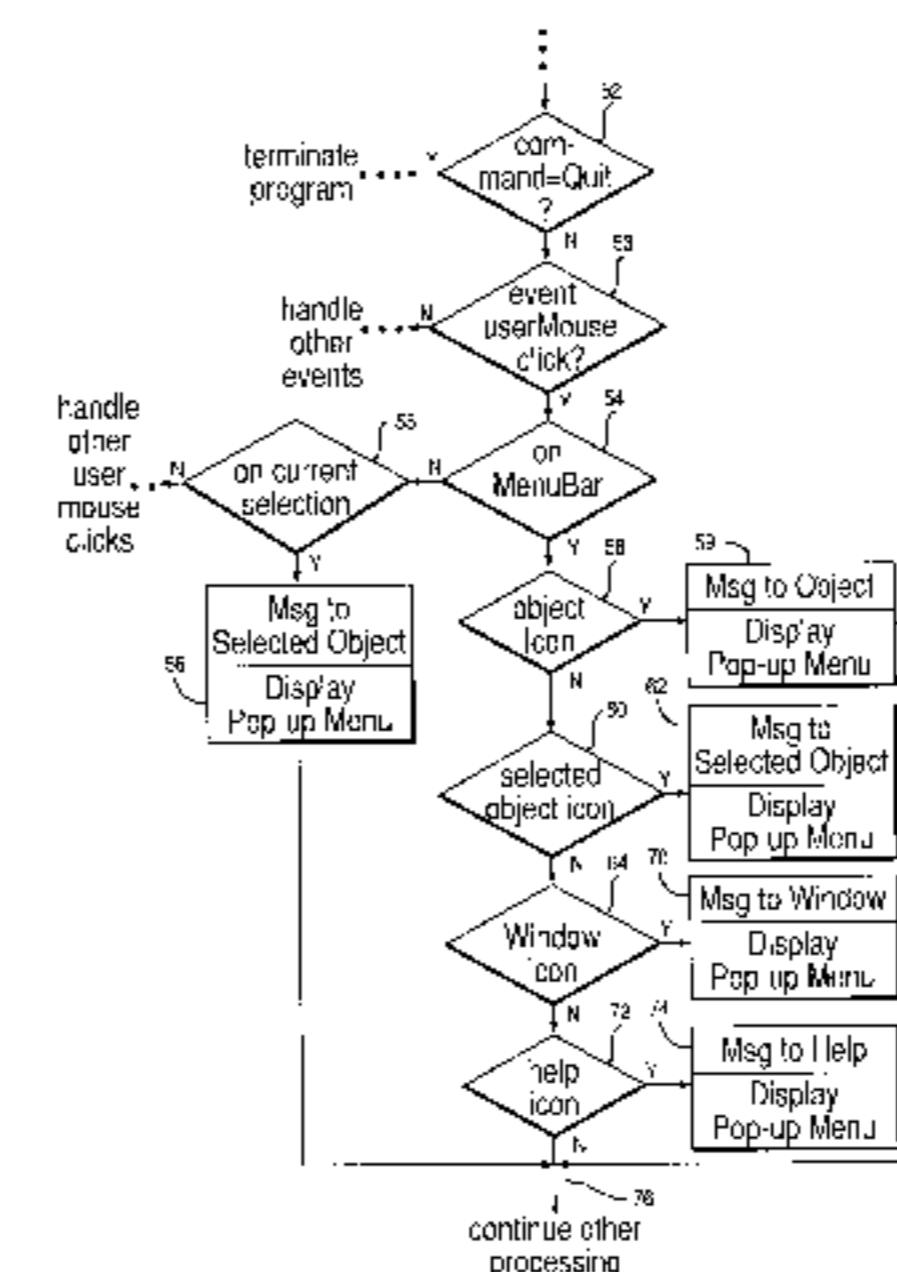 52
com-
mand=Quit
?
Y
terminate
program
N
53
event
userMouse
click?
N
handle
other
events
Y
54
on
MenuBar
N
55
on current
selection
N
handle
other
user
mouse
clicks
Y
Msg to
Selected Object
56
Display
Pop up Menu
Y
58
object
Icon
Y
59
Msg to Object
Display
Pop-up Menu
N
60
selected
object icon
Y
62
Msg to
Selected Object
Display
Pop up Menu
N
64
Window
icon
Y
Msg to Window
Display
Pop up Menu
N
72
help
icon
Y
74
Msg to Help
Display
Pop-up Menu
N
76
continue other
processing